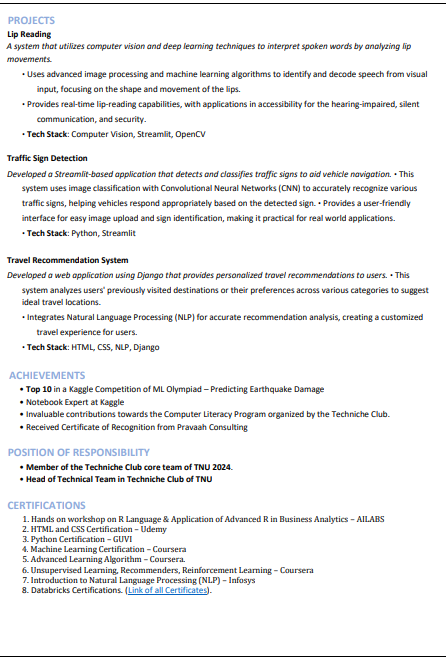 PROJECTS
Lip Reading
A system that utilizes computer vision and deep learning techniques to interpret spoken words by analyzing lip
movements.
• Uses advanced image processing and machine learning algorithms to identify and decode speech from visual
input, focusing on the shape and movement of the lips.
• Provides real-time lip-reading capabilities, with applications in accessibility for the hearing-impaired, silent
communication, and security.
• Tech Stack: Computer Vision, Streamlit, OpenCV
Traffic Sign Detection
Developed a Streamlit-based application that detects and classifies traffic signs to aid vehicle navigation. • This
system uses image classification with Convolutional Neural Networks (CNN) to accurately recognize various
traffic signs, helping vehicles respond appropriately based on the detected sign. • Provides a user-friendly
interface for easy image upload and sign identification, making it practical for real world applications.
• Tech Stack: Python, Streamlit
Travel Recommendation System
Developed a web application using Django that provides personalized travel recommendations to users. • This
system analyzes users' previously visited destinations or their preferences across various categories to suggest
ideal travel locations.
• Integrates Natural Language Processing (NLP) for accurate recommendation analysis, creating a customized
travel experience for users.
• Tech Stack: HTML, CSS, NLP, Django
ACHIEVEMENTS
• Top 10 in a Kaggle Competition of ML Olympiad – Predicting Earthquake Damage
• Notebook Expert at Kaggle
• Invaluable contributions towards the Computer Literacy Program organized by the Techniche Club.
• Received Certificate of Recognition from Pravaah Consulting
POSITION OF RESPONSIBILITY
• Member of the Techniche Club core team of TNU 2024.
• Head of Technical Team in Techniche Club of TNU
CERTIFICATIONS
1. Hands on workshop on R Language & Application of Advanced R in Business Analytics – AILABS
2. HTML and CSS Certification – Udemy
3. Python Certification – GUVI
4. Machine Learning Certification – Coursera
5. Advanced Learning Algorithm – Coursera.
6. Unsupervised Learning, Recommenders, Reinforcement Learning – Coursera
7. Introduction to Natural Language Processing (NLP) – Infosys
8. Databricks Certifications. (Link of all Certificates).